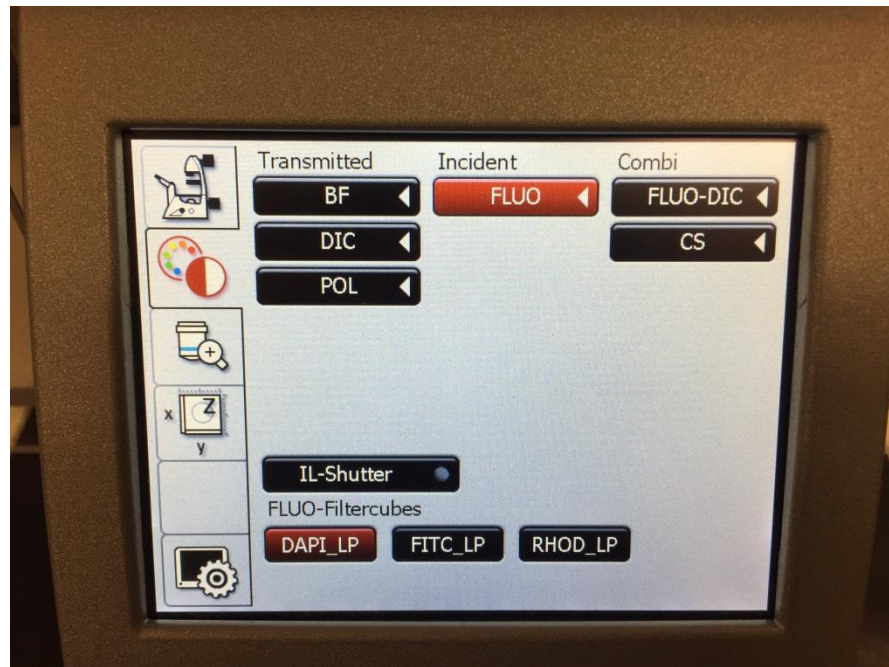 Transmitted Incident Combi
BF FLUO FLUO-DIC
DIC CS
POL
x Z
y
IL-Shutter
FLUO-Filtercubes
DAPI_LP FITC_LP RHOD_LP